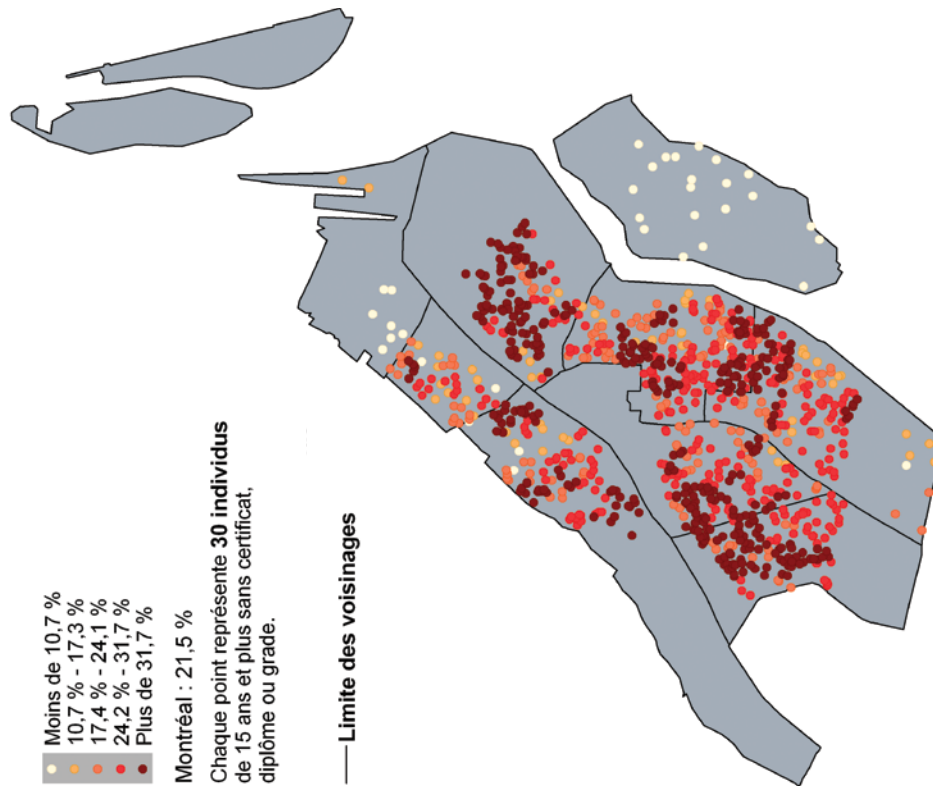 Moins de 10,7 %
10,7 % - 17,3 %
17,4 % - 24,1 %
24,2 % - 31,7 %
Plus de 31,7 %
Montréal : 21,5 %
Chaque point représente 30 individus
de 15 ans et plus sans certificat,
diplôme ou grade.
Limite des voisinages